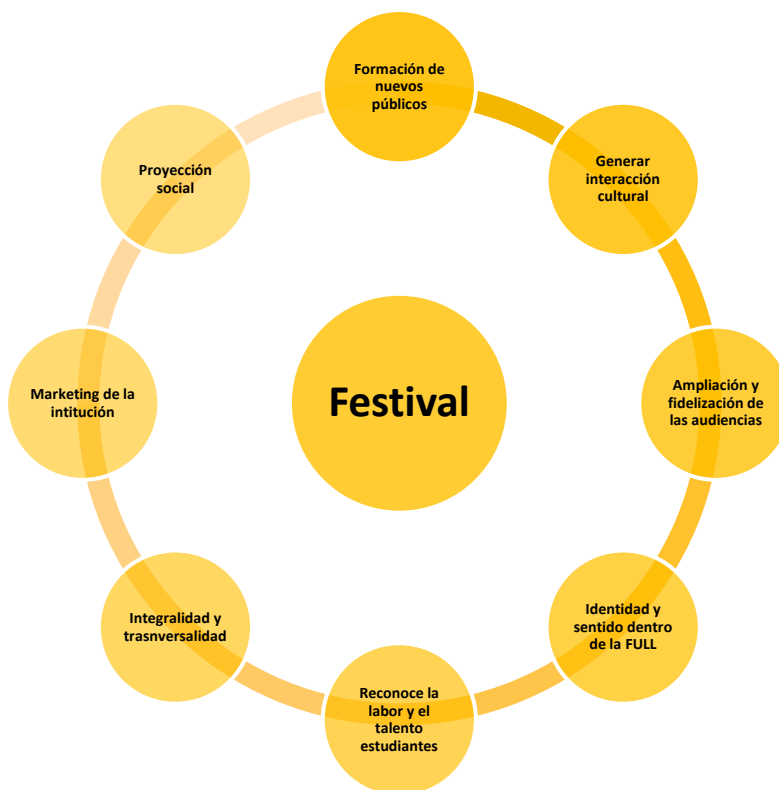 Formación de
nuevos
públicos
Generar
interacción
cultural
Ampliación y
fidelización de
las audiencias
Identidad y
sentido dentro
de la FULL
Reconoce la
labor y el
talento
estudiantes
Integralidad y
trasnversalidad
Marketing de la
intitución
Proyección
social
Festival